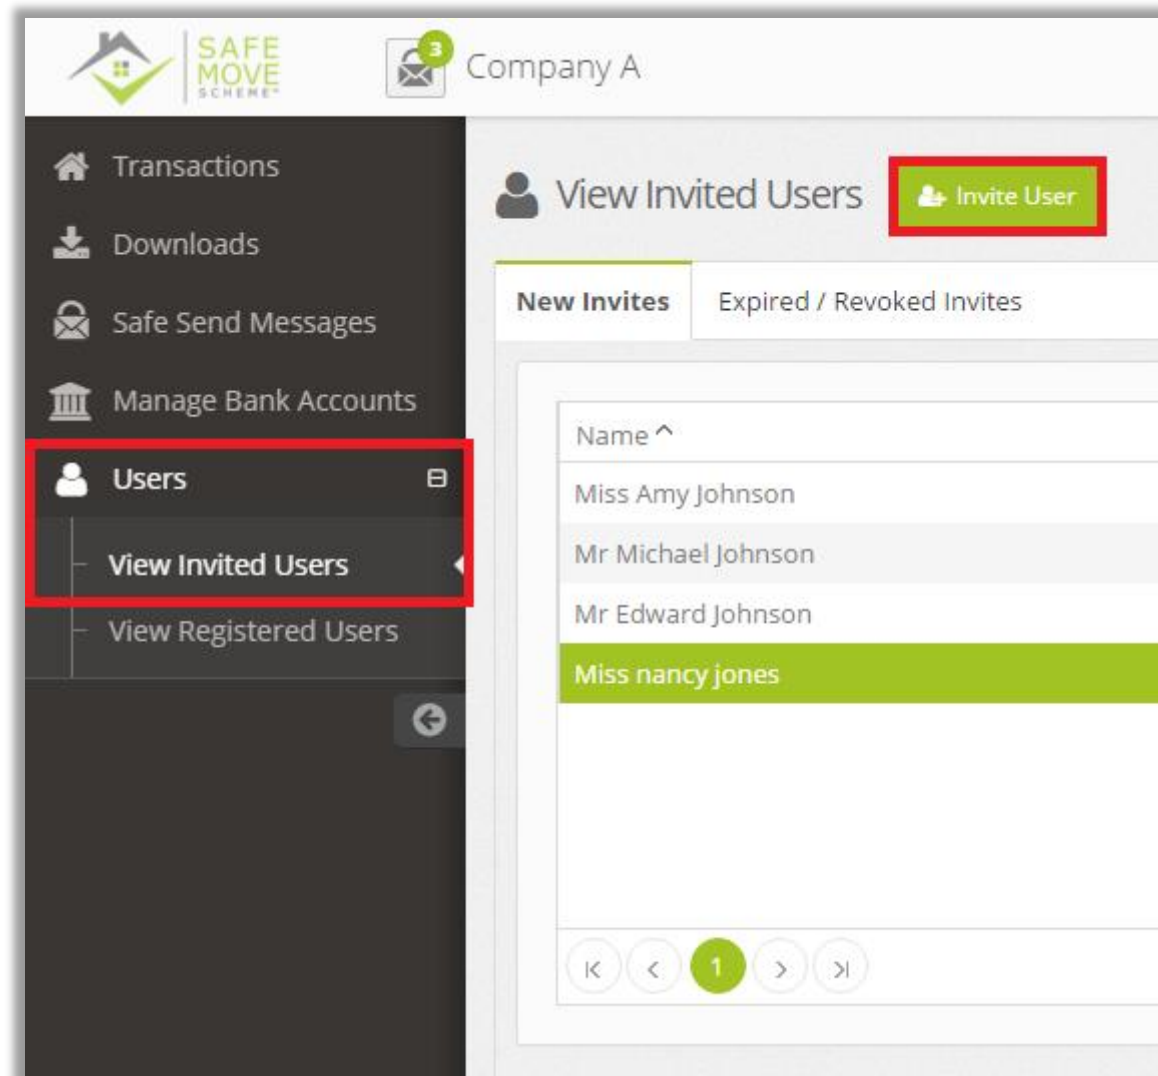 SAFE
MOVE
SCHEME
3
Company A
Transactions
Downloads
Safe Send Messages
Manage Bank Accounts
Users
View Invited Users
View Registered Users
View Invited Users
Invite User
New Invites
Expired / Revoked Invites
Name
Miss Amy Johnson
Mr Michael Johnson
Mr Edward Johnson
Miss nancy jones
1